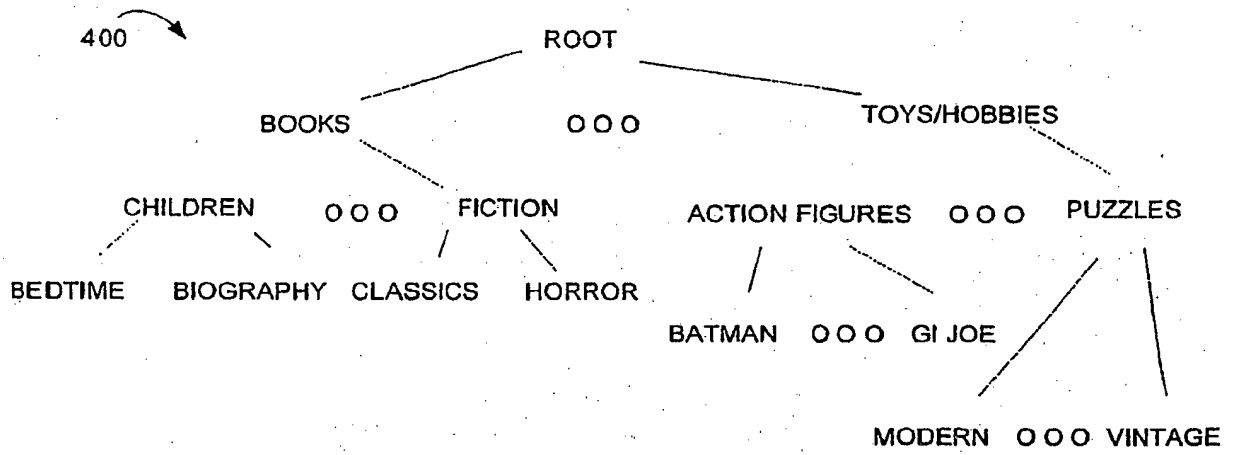 400 ROOT
BOOKS O O O TOYS/HOBBIES
CHILDREN O O O FICTION ACTION FIGURES O O O PUZZLES
BEDTIME BIOGRAPHY CLASSICS HORROR
BATMAN O O O GI JOE
MODERN O O O VINTAGE